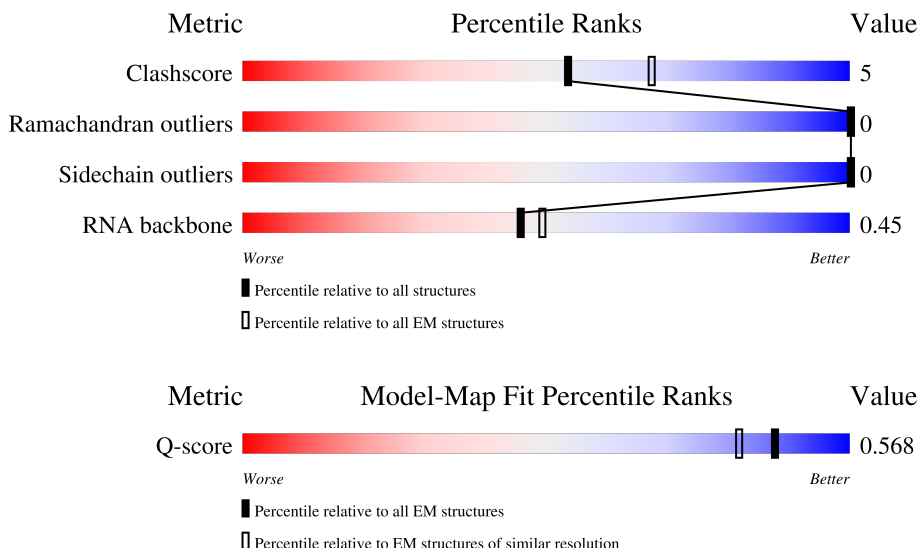 Metric Percentile Ranks Value
Clashscore 5
Ramachandran outliers 0
Sidechain outliers 0
RNA backbone 0.45
Worse Better
Percentile relative to all structures
Percentile relative to all EM structures
Metric Model-Map Fit Percentile Ranks Value
Q-score 0.568
Worse Better
Percentile relative to all EM structures
Percentile relative to EM structures of similar resolution